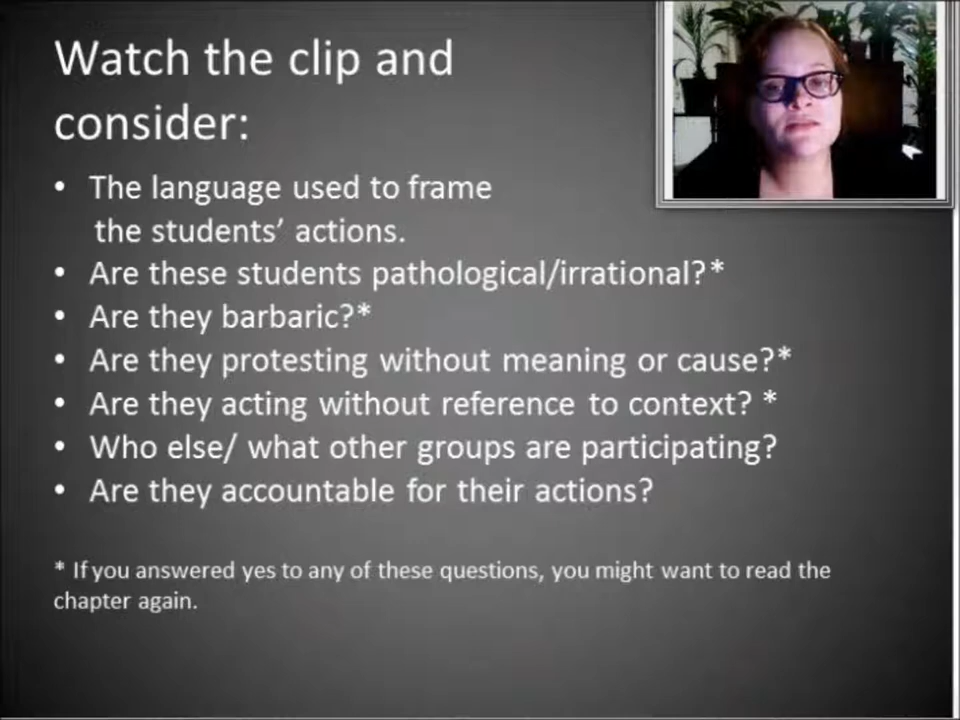 Watch the clip and
consider:
• The language used to frame
the students’ actions.
• Are these students pathological/irrational?*
• Are they barbaric?*
• Are they protesting without meaning or cause?*
• Are they acting without reference to context? *
• Who else/ what other groups are participating?
• Are they accountable for their actions?
* If you answered yes to any of these questions, you might want to read the
chapter again.